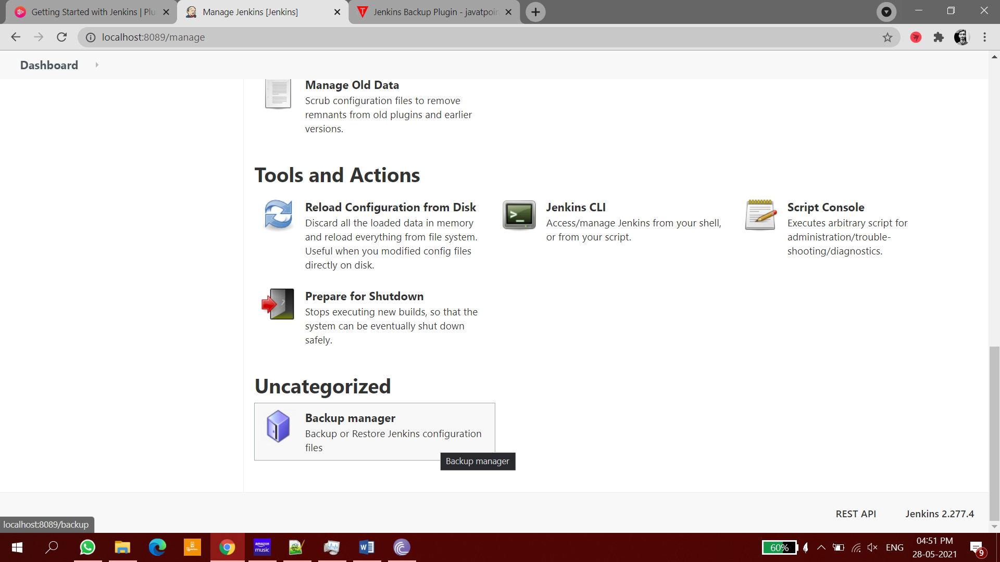 Getting Started with Jenkins | Plu
Manage Jenkins [Jenkins]
Jenkins Backup Plugin - javatpoin
localhost:8089/manage
Dashboard
Manage Old Data
Scrub configuration files to remove
remnants from old plugins and earlier
versions.
Tools and Actions
Reload Configuration from Disk
Discard all the loaded data in memory
and reload everything from file system.
Useful when you modified config files
directly on disk.
Jenkins CLI
Access/manage Jenkins from your shell,
or from your script.
Script Console
Executes arbitrary script for
administration/trouble-
shooting/diagnostics.
Prepare for Shutdown
Stops executing new builds, so that the
system can be eventually shut down
safely.
Uncategorized
Backup manager
Backup or Restore Jenkins configuration
files
Backup manager
REST API
Jenkins 2.277.4
localhost:8089/backup
amazon
music
60%
ENG
04:51 PM
28-05-2021
9